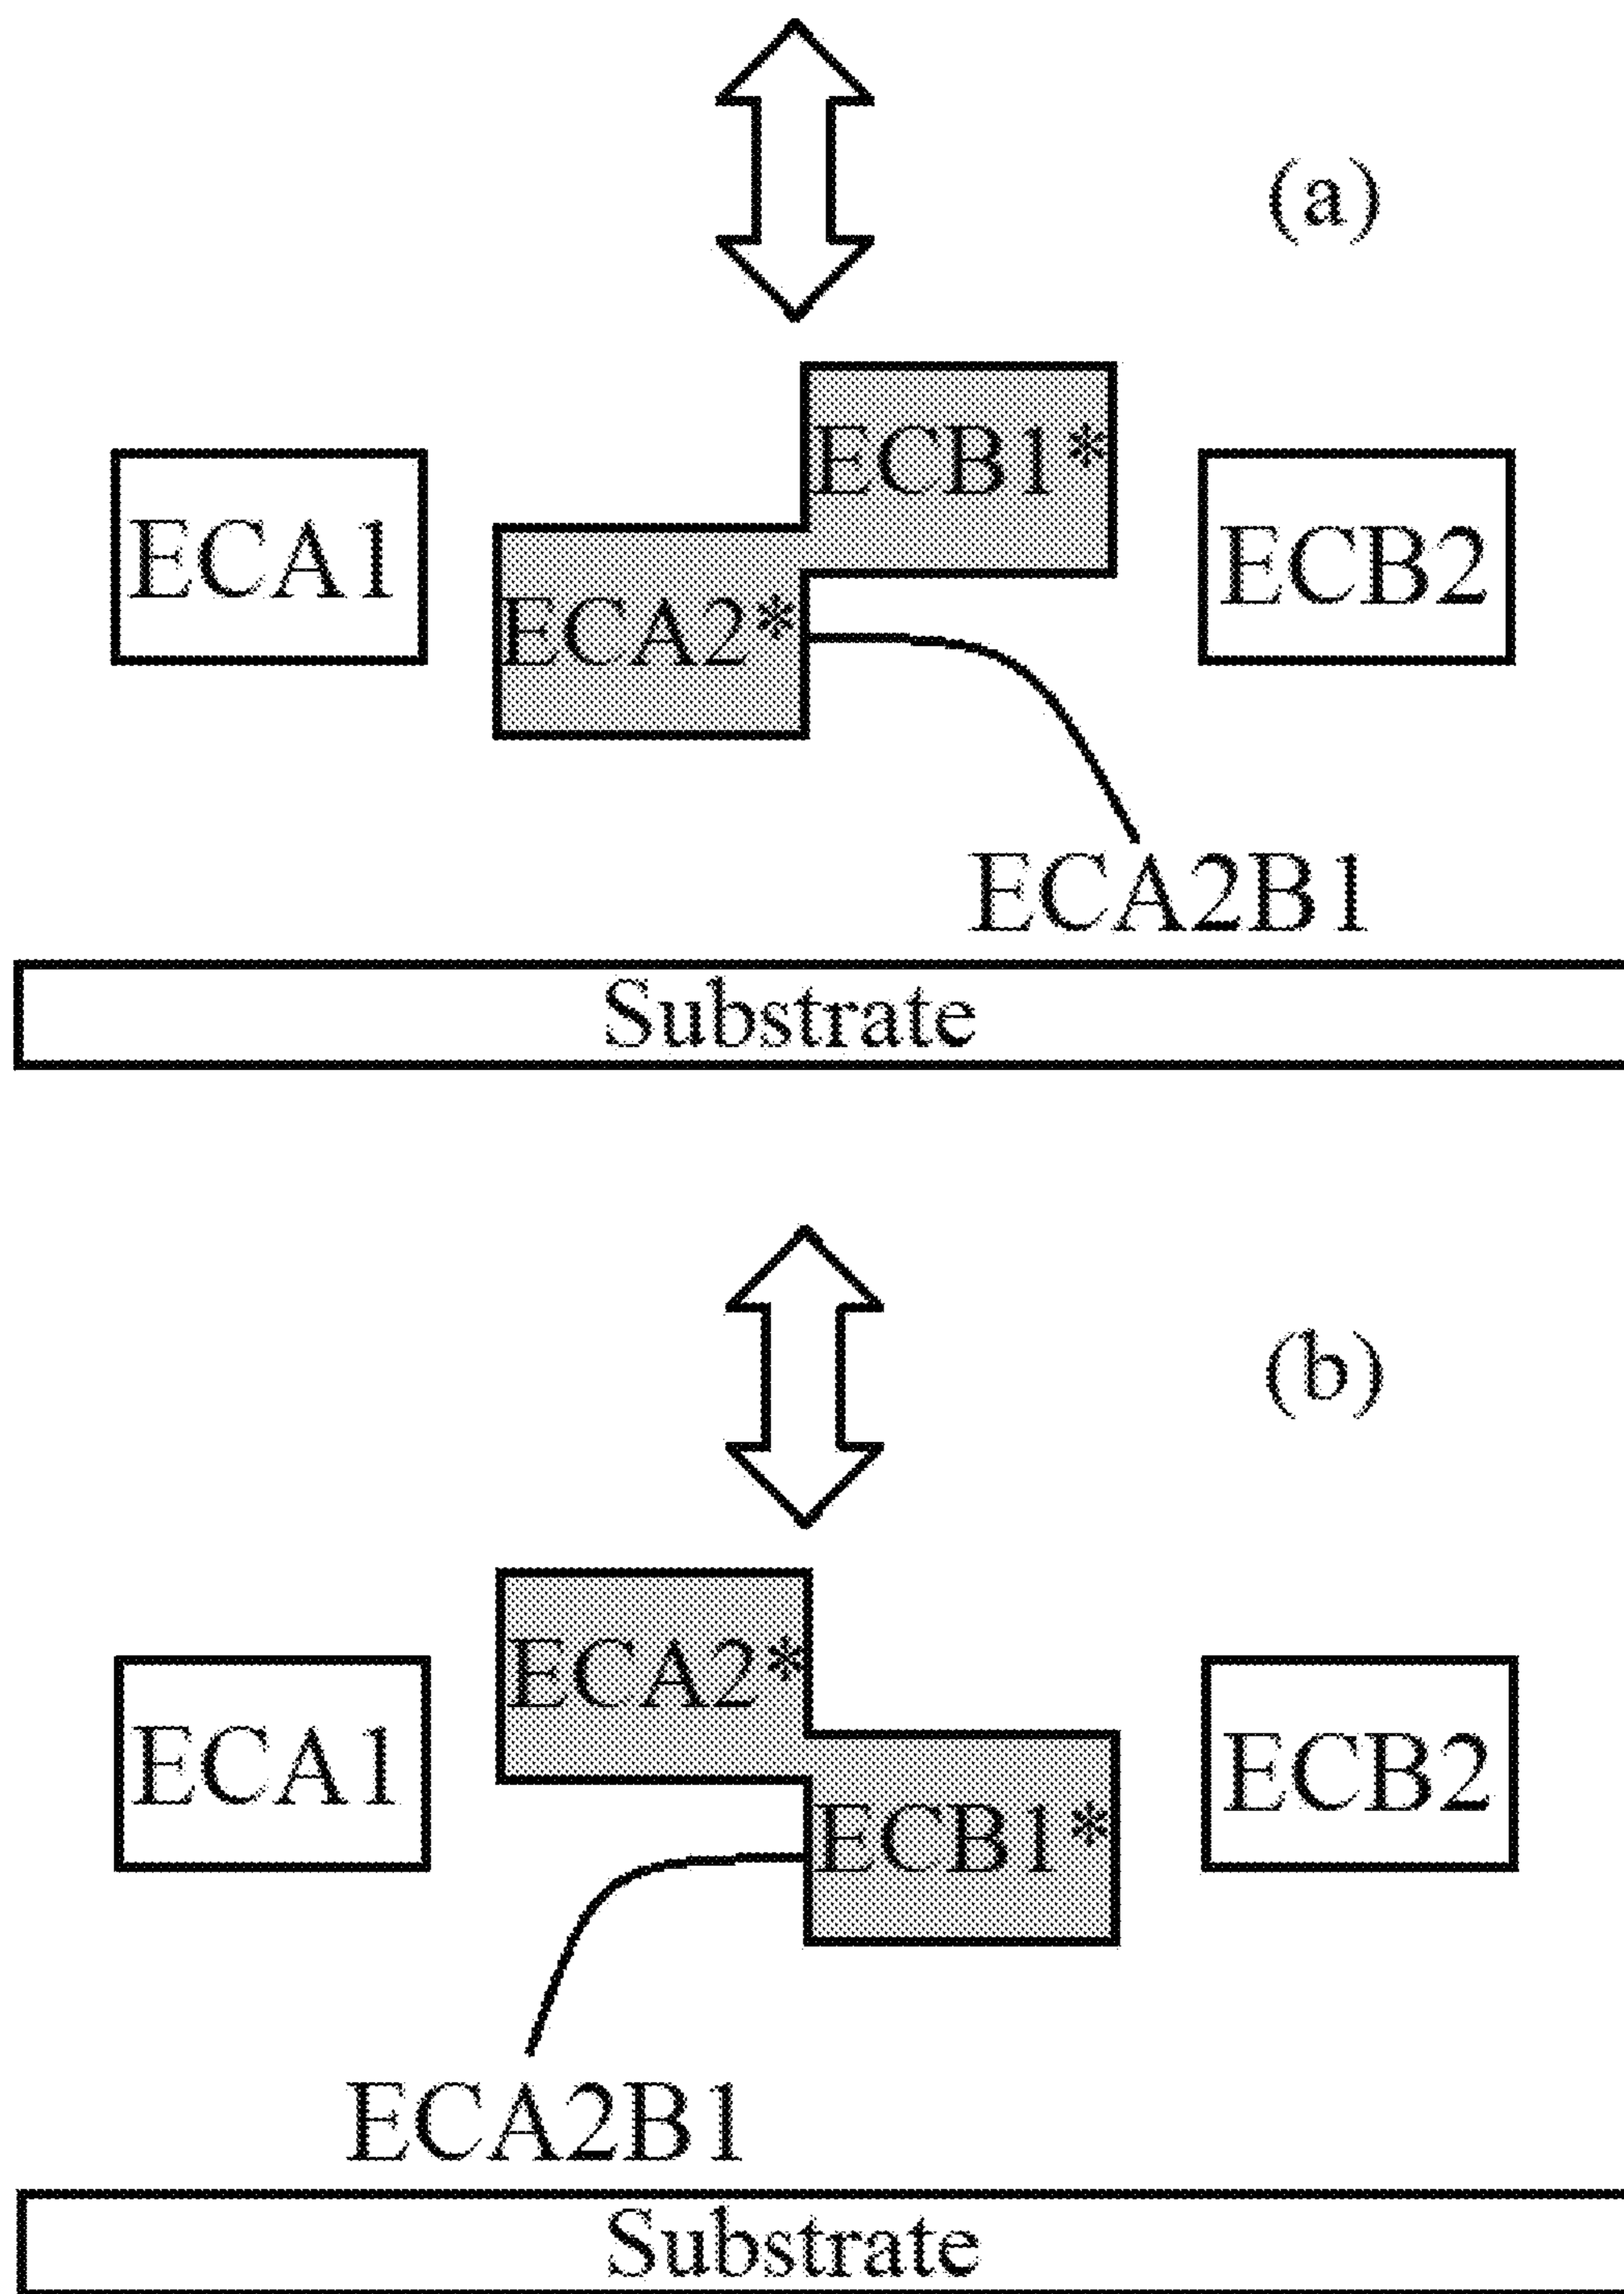 (a)
ECB1*
ECA1
ECB2
ECA2*
ECA2B1
Substrate
(b)
ECA2*
ECA1
ECB2
ECB1*
ECA2B1
Substrate